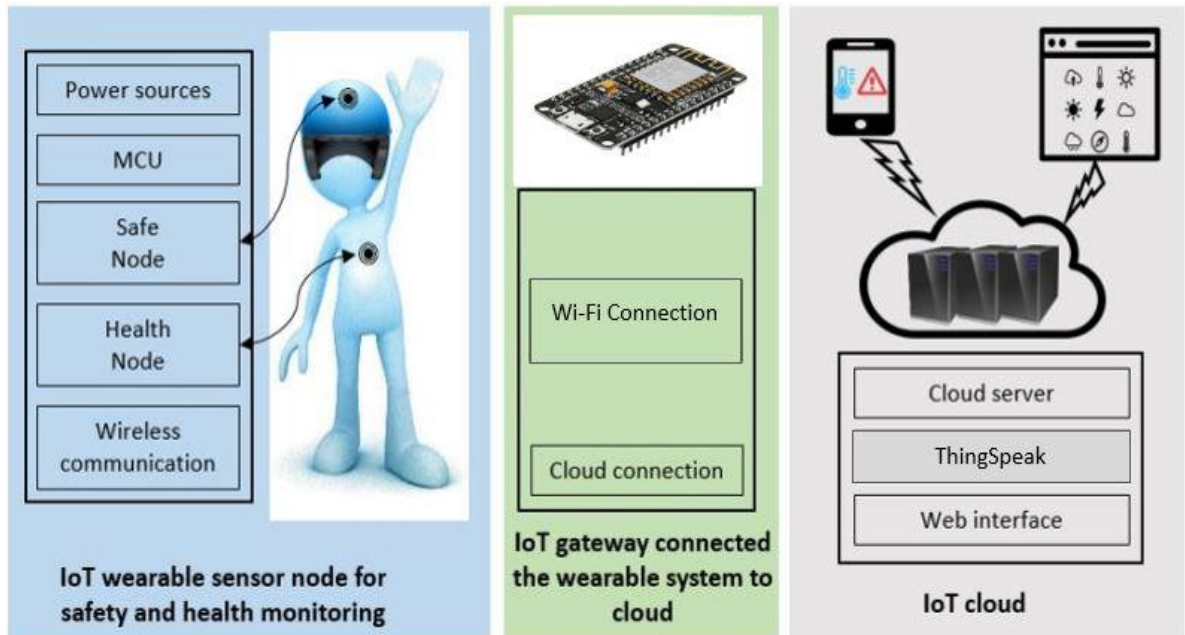 Power sources
MCU
Safe
Node
Health
Node
Wireless
communication
IoT wearable sensor node for
safety and health monitoring
Wi-Fi Connection
Cloud connection
IoT gateway connected
the wearable system to
cloud
Cloud server
ThingSpeak
Web interface
IoT cloud